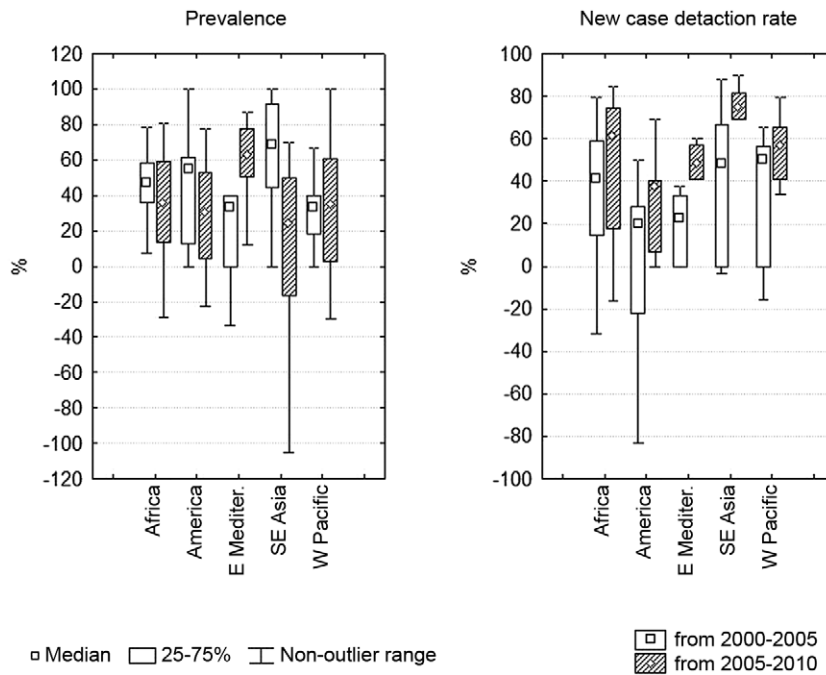 Prevalence
120
100
80
60
40
20
0
-20
-40
-60
-80
-100
-120
%
Africa
America
E Mediter.
SE Asia
W Pacific
New case detaction rate
100
80
60
40
20
0
-20
-40
-60
-80
-100
%
Africa
America
E Mediter.
SE Asia
W Pacific
Median 25-75% Non-outlier range
from 2000-2005
from 2005-2010